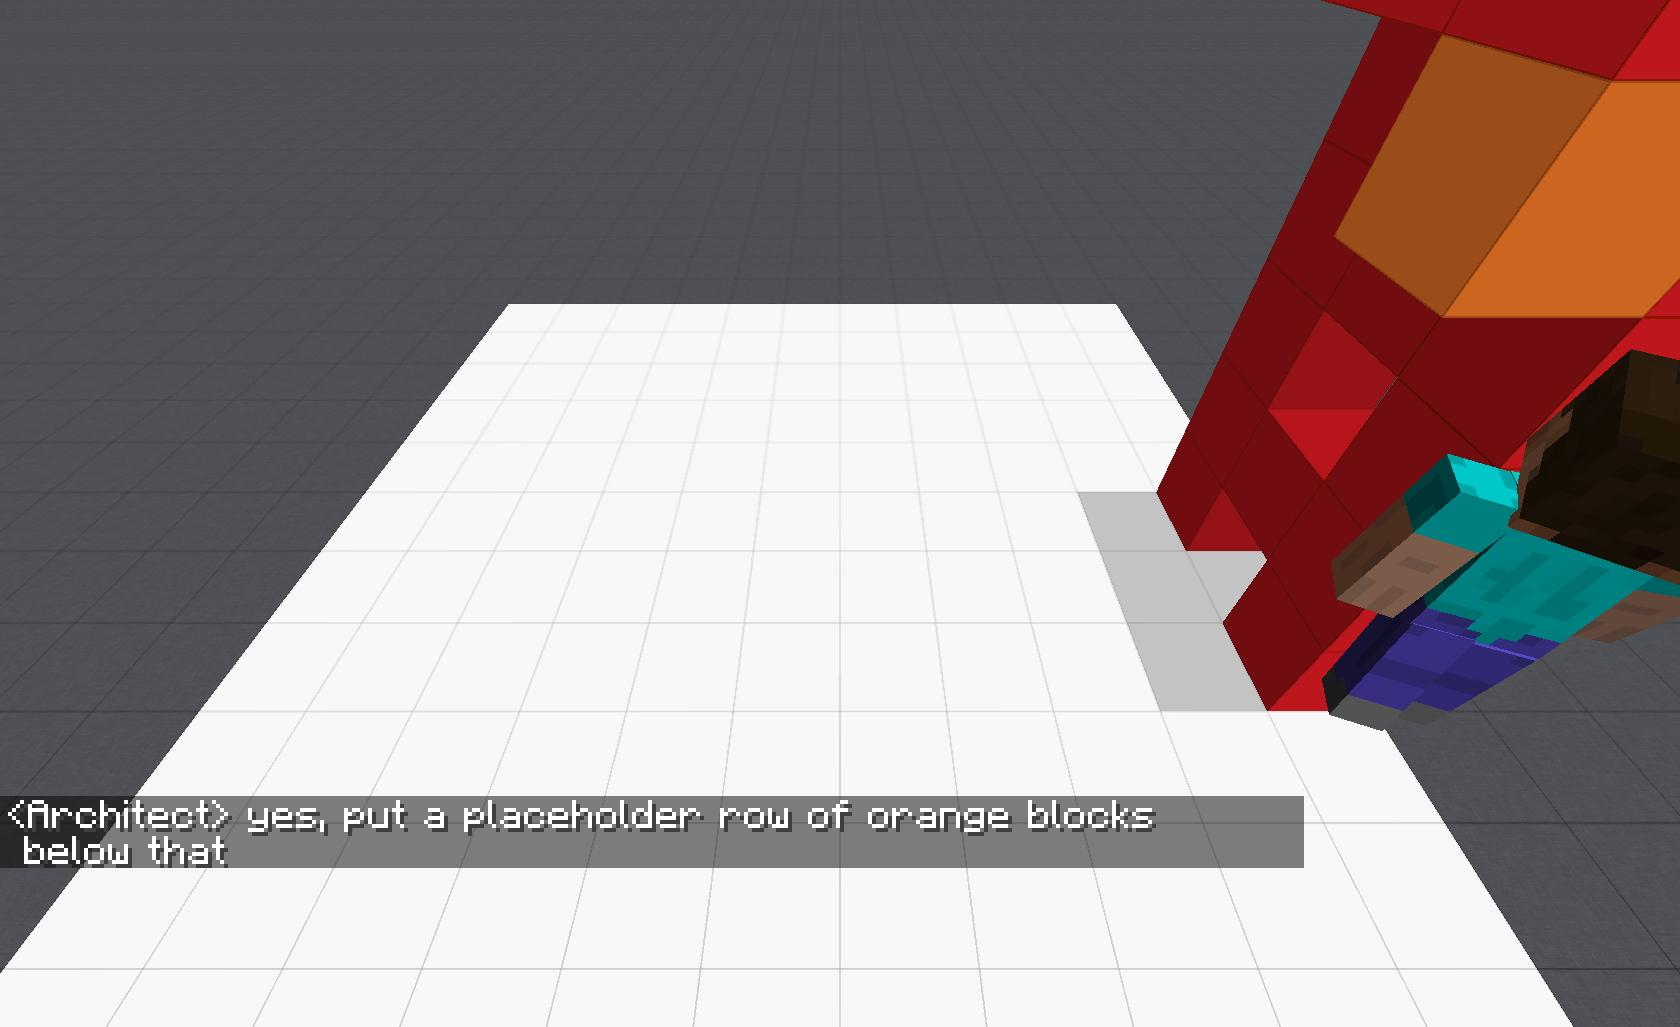 <Architect> yes, put a placeholder row of orange blocks
below that